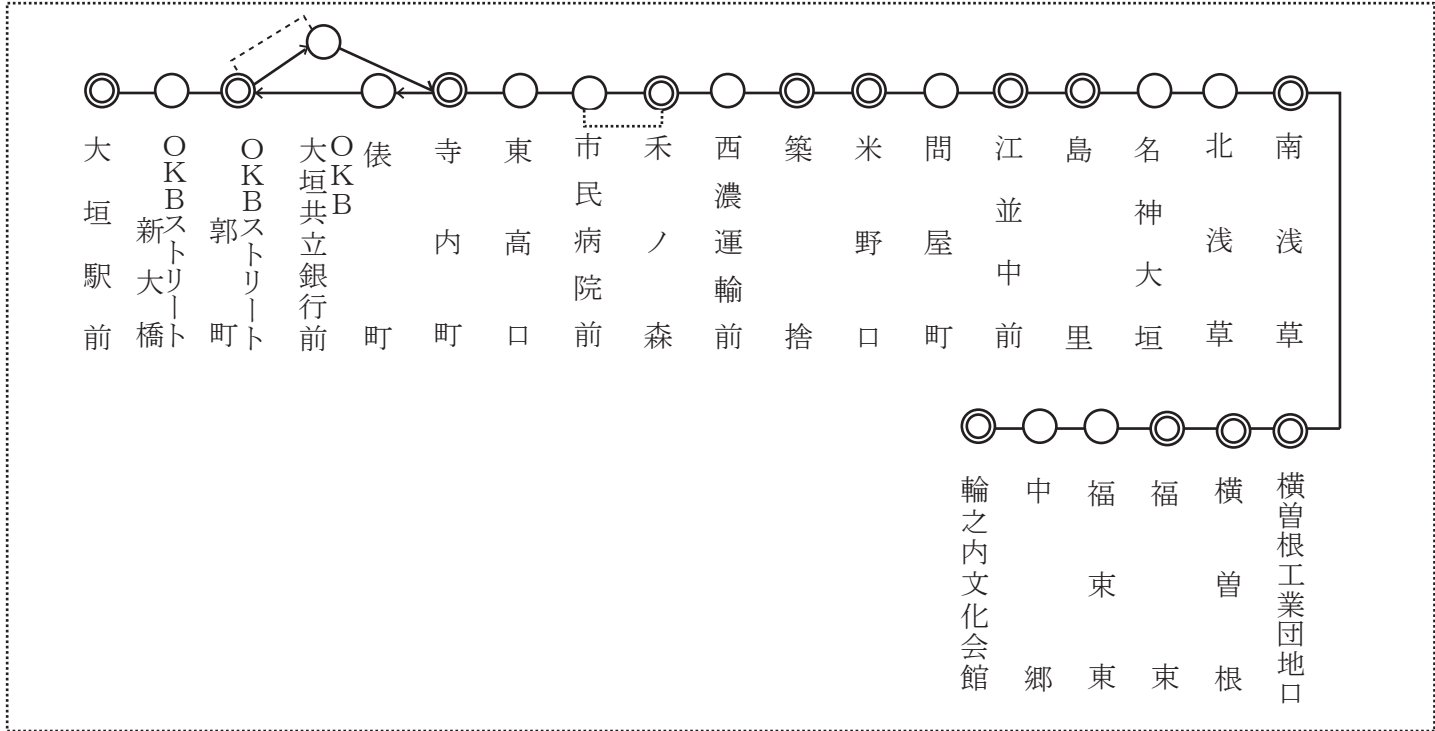 大垣駅前
OKBストリート
新大橋
OKBストリート
郭町
OKB
大垣共立銀行前
俵町
寺内町
東高口
市民病院前
禾ノ森
西濃運輸前
築捨
米野口
問屋町
江並中前
島里
名神大垣
北浅草
南浅草
横曽根工業団地口
横曽根
福束
福束東
中郷
輪之内文化会館